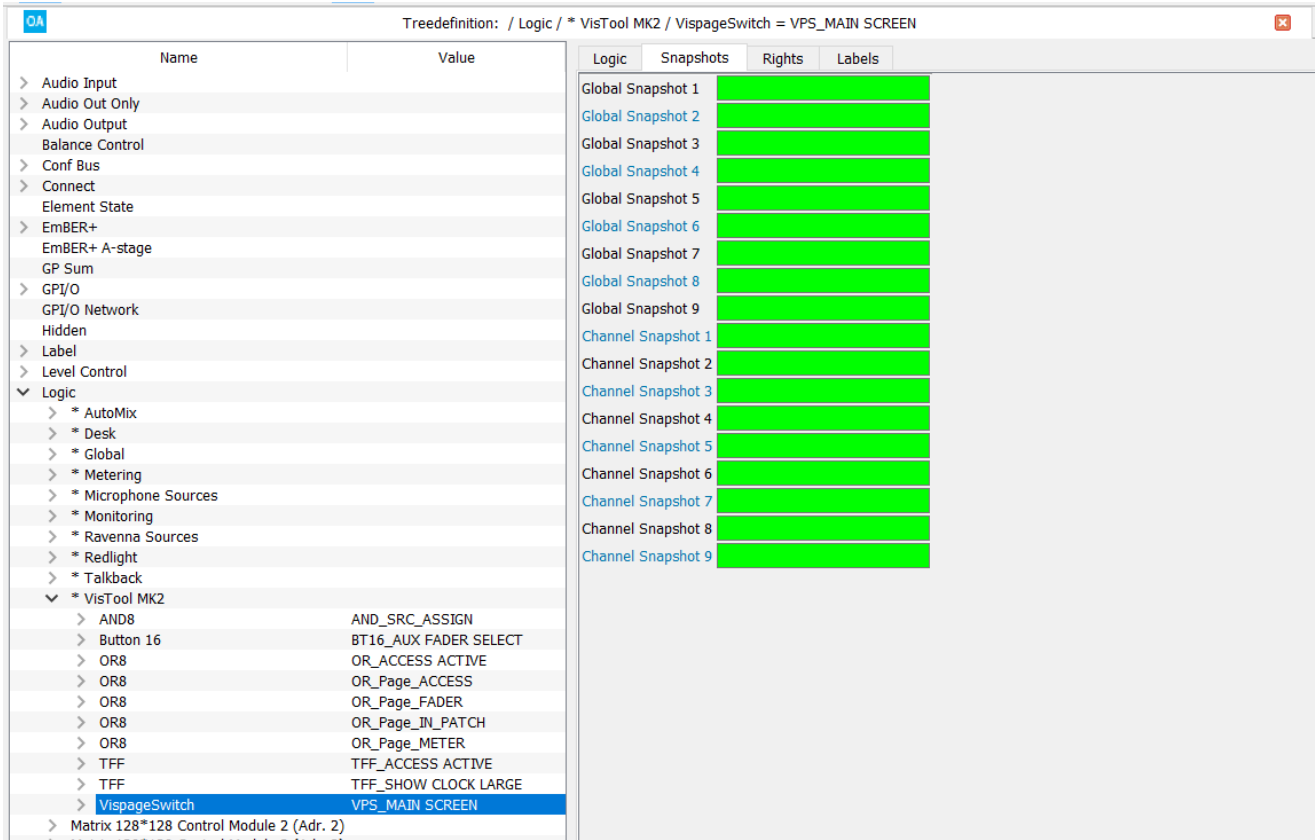 OA
Treedefinition: / Logic / * VisTool MK2 / VispageSwitch = VPS_MAIN SCREEN
Name Value
Audio Input
Audio Out Only
Audio Output
Balance Control
Conf Bus
Connect
Element State
EmBER+
EmBER+ A-stage
GP Sum
GPI/O
GPI/O Network
Hidden
Label
Level Control
Logic
* AutoMix
* Desk
* Global
* Metering
* Microphone Sources
* Monitoring
* Ravenna Sources
* Redlight
* Talkback
* VisTool MK2
AND8 AND_SRC_ASSIGN
Button 16 BT16_AUX FADER SELECT
OR8 OR_ACCESS ACTIVE
OR8 OR_Page_ACCESS
OR8 OR_Page_FADER
OR8 OR_Page_IN_PATCH
OR8 OR_Page_METER
TFF TFF_ACCESS ACTIVE
TFF TFF_SHOW CLOCK LARGE
VispageSwitch VPS_MAIN SCREEN
Matrix 128*128 Control Module 2 (Adr. 2)
Logic Snapshots Rights Labels
Global Snapshot 1
Global Snapshot 2
Global Snapshot 3
Global Snapshot 4
Global Snapshot 5
Global Snapshot 6
Global Snapshot 7
Global Snapshot 8
Global Snapshot 9
Channel Snapshot 1
Channel Snapshot 2
Channel Snapshot 3
Channel Snapshot 4
Channel Snapshot 5
Channel Snapshot 6
Channel Snapshot 7
Channel Snapshot 8
Channel Snapshot 9